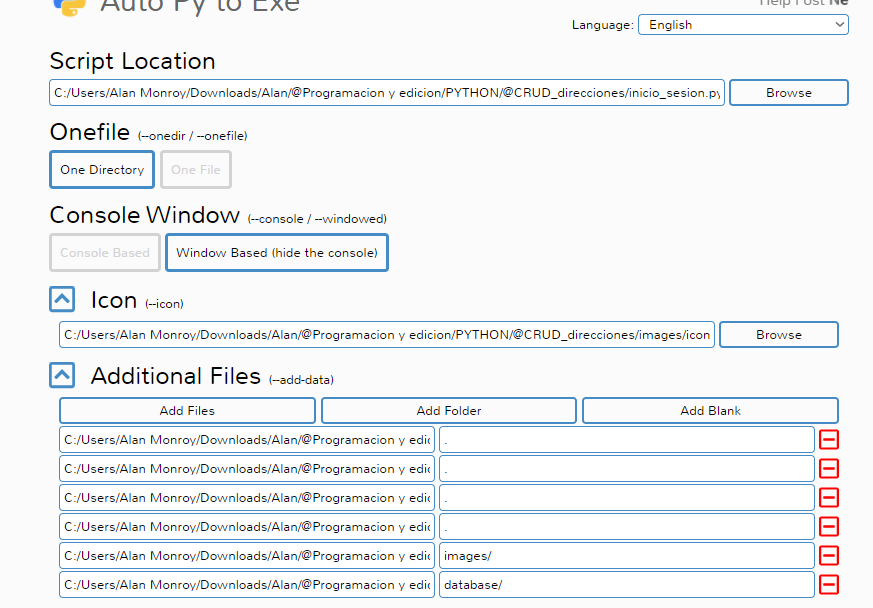 Auto Py to Exe
Help Post Ne
Language: English
Script Location
C:/Users/Alan Monroy/Downloads/Alan/@Programacion y edicion/PYTHON/@CRUD_direcciones/inicio_sesion.py
Browse
Onefile (--onedir / --onefile)
One Directory One File
Console Window (--console / --windowed)
Console Based Window Based (hide the console)
Icon (--icon)
C:/Users/Alan Monroy/Downloads/Alan/@Programacion y edicion/PYTHON/@CRUD_direcciones/images/icon
Browse
Additional Files (--add-data)
Add Files Add Folder Add Blank
C:/Users/Alan Monroy/Downloads/Alan/@Programacion y edic .
C:/Users/Alan Monroy/Downloads/Alan/@Programacion y edic .
C:/Users/Alan Monroy/Downloads/Alan/@Programacion y edic .
C:/Users/Alan Monroy/Downloads/Alan/@Programacion y edic .
C:/Users/Alan Monroy/Downloads/Alan/@Programacion y edic images/
C:/Users/Alan Monroy/Downloads/Alan/@Programacion y edic database/